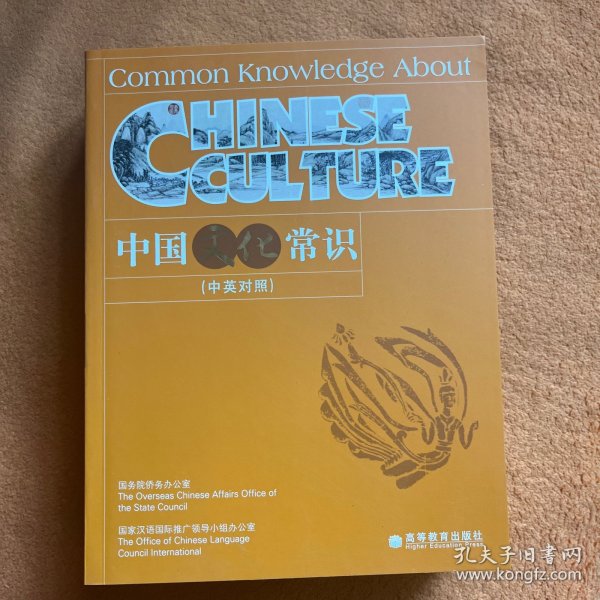 Common Knowledge About
CHINESE
CULTURE
中国文化常识
(中英对照)
国务院侨务办公室
The Overseas Chinese Affairs Office of
the State Council
国家汉语国际推广领导小组办公室
The Office of Chinese Language
Council International
高等教育出版社
Higher Education Press
孔夫子旧书网
www.kongfz.com